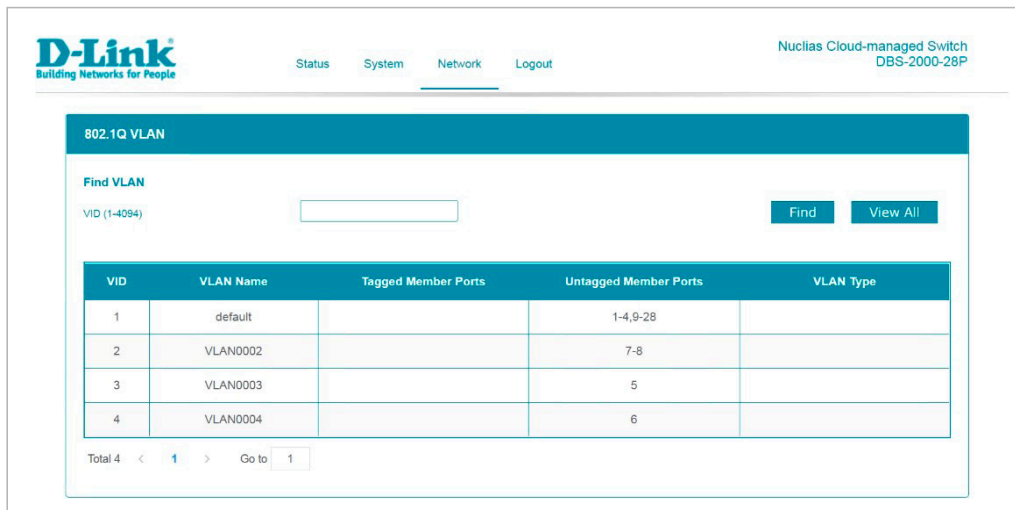 D-Link
Building Networks for People
Status System Network Logout
Nuclias Cloud-managed Switch
DBS-2000-28P
802.1Q VLAN
Find VLAN
VID (1-4094)
Find View All
VID VLAN Name Tagged Member Ports Untagged Member Ports VLAN Type
1 default 1-4,9-28
2 VLAN0002 7-8
3 VLAN0003 5
4 VLAN0004 6
Total 4 < 1 > Go to 1